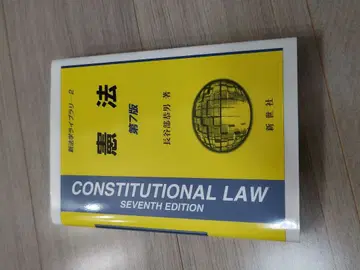 新法学ライブラリ-2
憲法
第7版
長谷部恭男 著
新世社
CONSTITUTIONAL LAW
SEVENTH EDITION